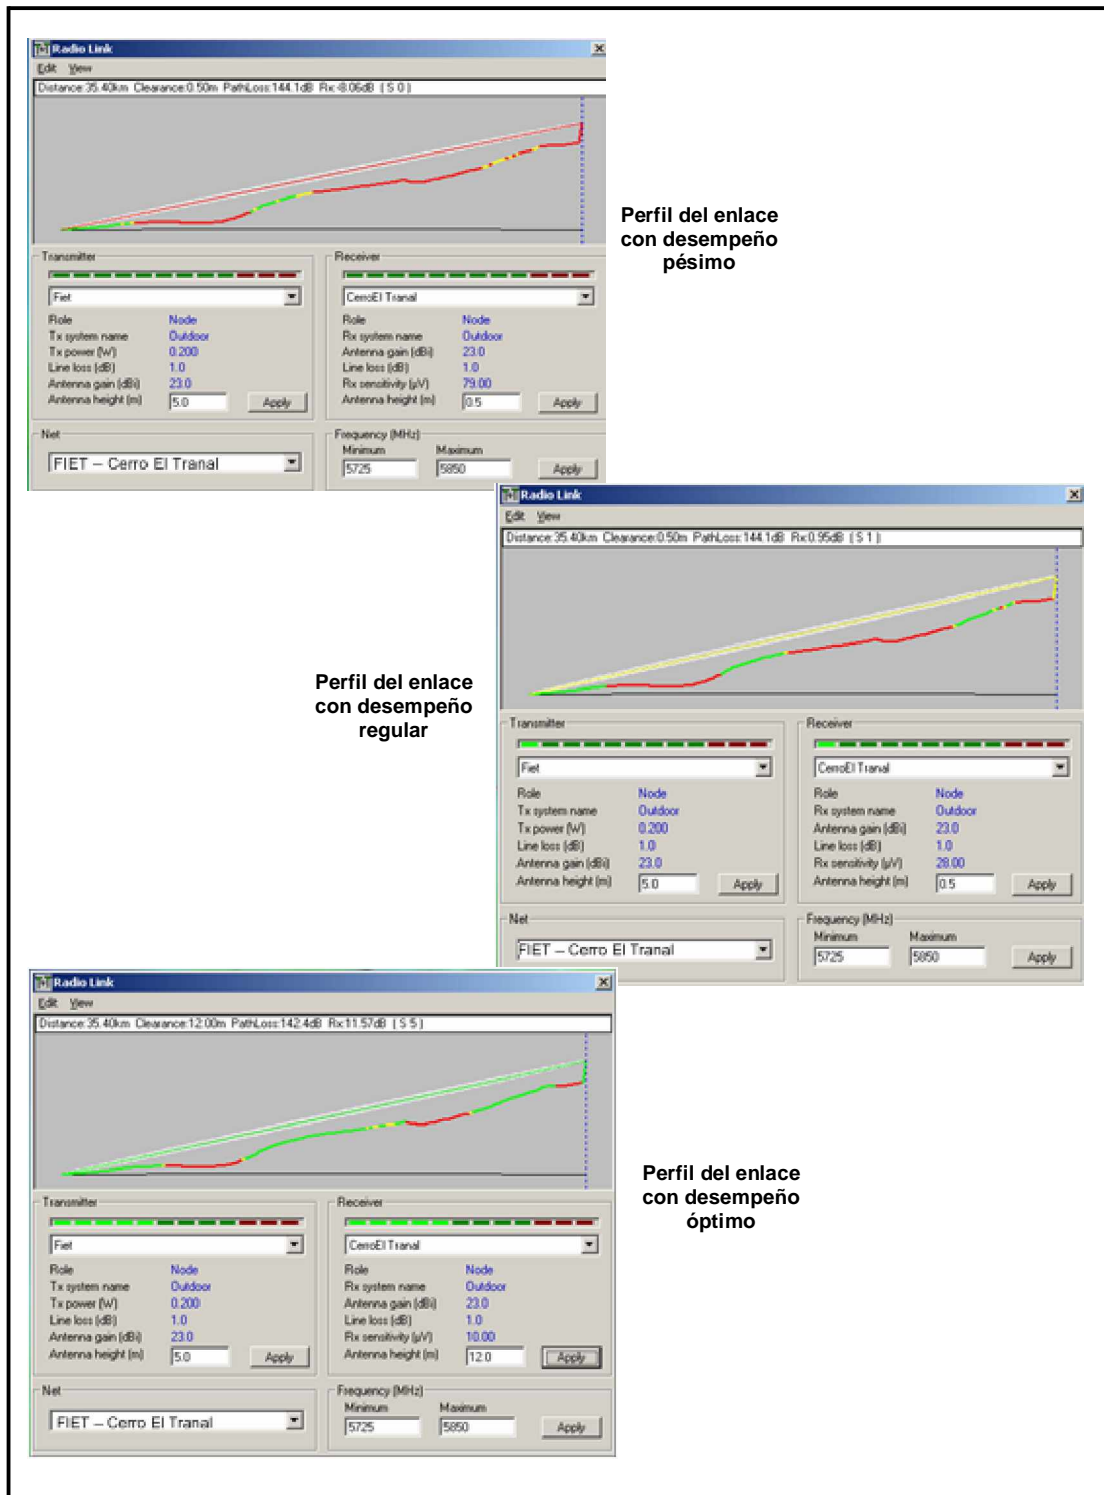 Radio Link
Edit View
Distance:35.40km Clearance:0.50m PathLoss:144.1dB Rx:-8.06dB (S 0)
Perfil del enlace
con desempeño
pésimo
Transmitter
Fiet
Role Node
Tx system name Outdoor
Tx power (W) 0.200
Line loss (dB) 1.0
Antenna gain (dBi) 23.0
Antenna height (m) 5.0 Apply
Receiver
CerroEl Tranal
Role Node
Rx system name Outdoor
Antenna gain (dBi) 23.0
Line loss (dB) 1.0
Rx sensitivity (µV) 79.00
Antenna height (m) 0.5 Apply
Net
FIET – Cerro El Tranal
Frequency (MHz)
Minimum Maximum
5725 5850 Apply
Radio Link
Edit View
Distance:35.40km Clearance:0.50m PathLoss:144.1dB Rx:0.95dB (S 1)
Perfil del enlace
con desempeño
regular
Transmitter
Fiet
Role Node
Tx system name Outdoor
Tx power (W) 0.200
Line loss (dB) 1.0
Antenna gain (dBi) 23.0
Antenna height (m) 5.0 Apply
Receiver
CerroEl Tranal
Role Node
Rx system name Outdoor
Antenna gain (dBi) 23.0
Line loss (dB) 1.0
Rx sensitivity (µV) 28.00
Antenna height (m) 0.5 Apply
Net
FIET – Cerro El Tranal
Frequency (MHz)
Minimum Maximum
5725 5850 Apply
Radio Link
Edit View
Distance:35.40km Clearance:12.00m PathLoss:142.4dB Rx:11.57dB (S 5)
Perfil del enlace
con desempeño
óptimo
Transmitter
Fiet
Role Node
Tx system name Outdoor
Tx power (W) 0.200
Line loss (dB) 1.0
Antenna gain (dBi) 23.0
Antenna height (m) 5.0 Apply
Receiver
CerroEl Tranal
Role Node
Rx system name Outdoor
Antenna gain (dBi) 23.0
Line loss (dB) 1.0
Rx sensitivity (µV) 10.00
Antenna height (m) 12.0 Apply
Net
FIET – Cerro El Tranal
Frequency (MHz)
Minimum Maximum
5725 5850 Apply